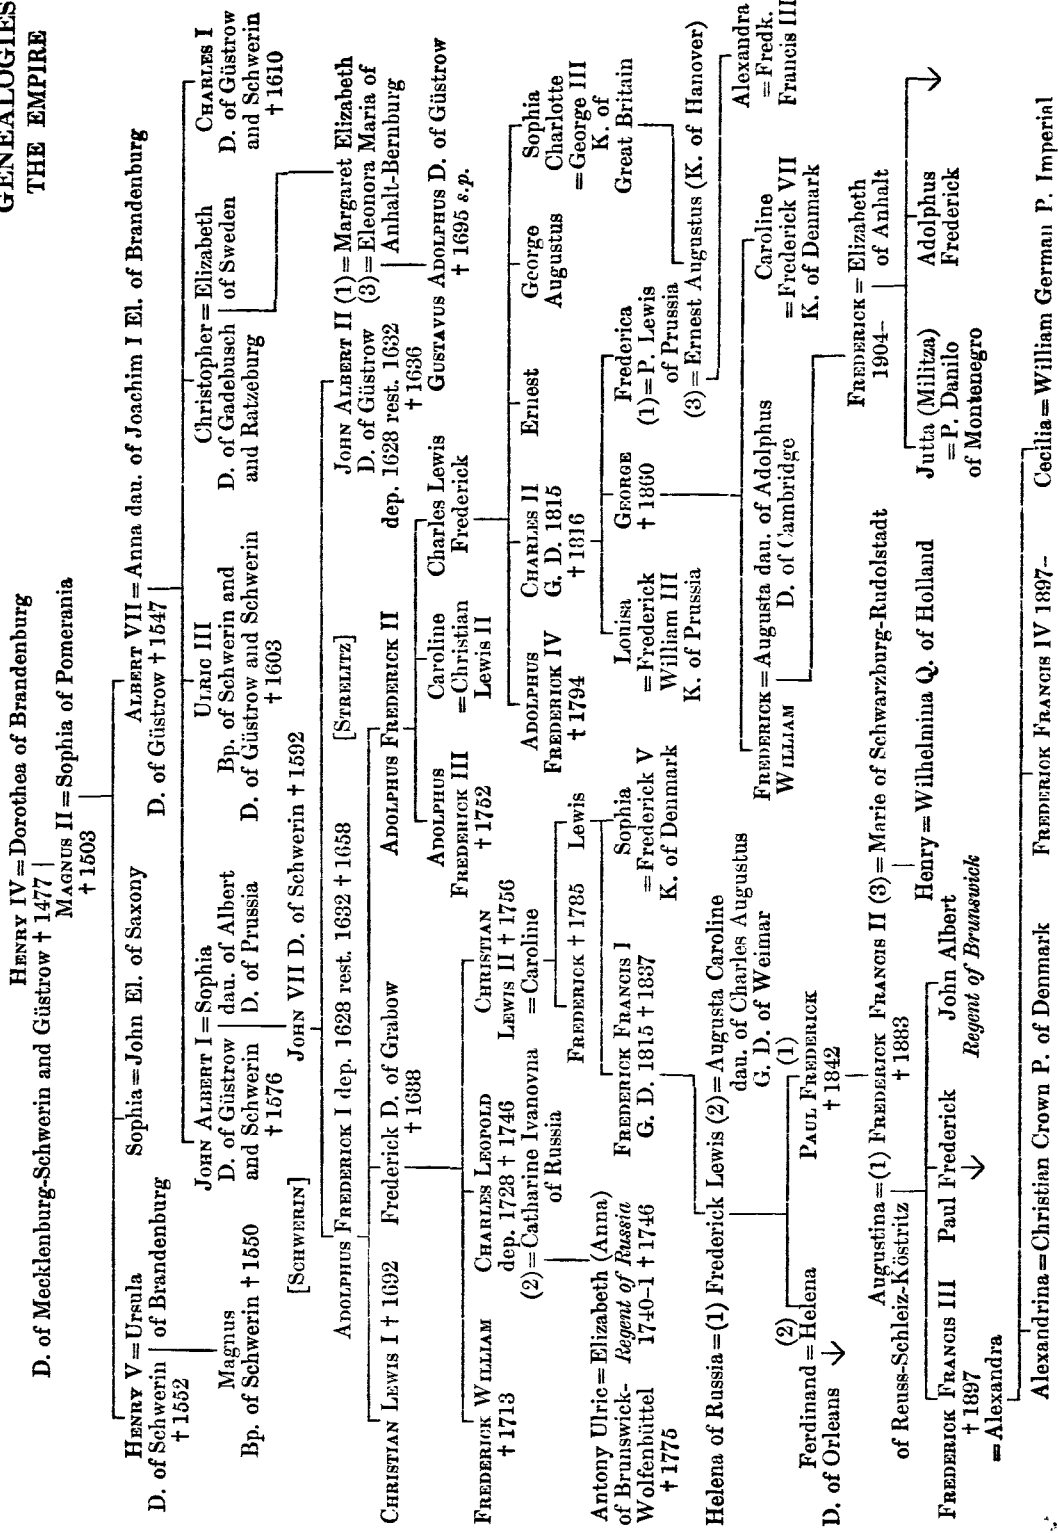 GENEALOGIES
THE EMPIRE
HENRY IV = Dorothea of Brandenburg
D. of Mecklenburg-Schwerin and Güstrow † 1477
MAGNUS II = Sophia of Pomerania
† 1503
HENRY V = Ursula
D. of Schwerin of Brandenburg
† 1552
Sophia = John El. of Saxony
ALBERT VII = Anna dau. of Joachim I El. of Brandenburg
D. of Güstrow † 1547
Magnus
Bp. of Schwerin † 1550
JOHN ALBERT I = Sophia
D. of Güstrow dau. of Albert
and Schwerin D. of Prussia
† 1576
ULRIC III
Bp. of Schwerin and
D. of Güstrow and Schwerin
† 1603
Christopher = Elizabeth
D. of Gadebusch of Sweden
and Ratzeburg
CHARLES I
D. of Güstrow
and Schwerin
† 1610
JOHN VII D. of Schwerin † 1592
[SCHWERIN]
[STRELITZ]
ADOLPHUS FREDERICK I dep. 1628 rest. 1632 † 1658
JOHN ALBERT II (1) = Margaret Elizabeth
D. of Güstrow (3) = Eleonora Maria of
dep. 1628 rest. 1632 Anhalt-Bernburg
† 1636
GUSTAVUS ADOLPHUS D. of Güstrow
† 1695 s.p.
CHRISTIAN LEWIS I † 1692
Frederick D. of Grabow
† 1688
ADOLPHUS FREDERICK II
FREDERICK WILLIAM
† 1713
CHARLES LEOPOLD
dep. 1728 † 1746
(2) = Catharine Ivanovna
of Russia
CHRISTIAN
LEWIS II † 1756
= Caroline
ADOLPHUS
FREDERICK III
† 1752
Caroline
= Christian
Lewis II
Charles Lewis
Frederick
Antony Ulric = Elizabeth (Anna)
of Brunswick- Regent of Russia
Wolfenbüttel 1740-1 † 1746
† 1775
FREDERICK † 1785
Lewis
ADOLPHUS
FREDERICK IV
† 1794
CHARLES II
G. D. 1815
† 1816
Ernest
George
Augustus
Sophia
Charlotte
= George III
K. of
Great Britain
FREDERICK FRANCIS I
G. D. 1815 † 1837
Sophia
= Frederick V
K. of Denmark
Louisa
= Frederick
William III
K. of Prussia
GEORGE
† 1860
Frederica
(1) = P. Lewis
of Prussia
(3) = Ernest Augustus (K. of Hanover)
Helena of Russia = (1) Frederick Lewis (2) = Augusta Caroline
dau. of Charles Augustus
G. D. of Weimar
FREDERICK = Augusta dau. of Adolphus
WILLIAM D. of Cambridge
Caroline
= Frederick VII
K. of Denmark
Alexandra
= Fredk.
Francis III
(2) (1)
Ferdinand = Helena
D. of Orleans
PAUL FREDERICK
† 1842
FREDERICK = Elizabeth
1904– of Anhalt
Augustina = (1) FREDERICK FRANCIS II (3) = Marie of Schwarzburg-Rudolstadt
of Reuss-Schleiz-Köstritz † 1883
Henry = Wilhelmina Q. of Holland
Jutta (Militza)
= P. Danilo
of Montenegro
Adolphus
Frederick
FREDERICK FRANCIS III
† 1897
= Alexandra
Paul Frederick
John Albert
Regent of Brunswick
Alexandrina = Christian Crown P. of Denmark
FREDERICK FRANCIS IV 1897–
Cecilia = William German P. Imperial